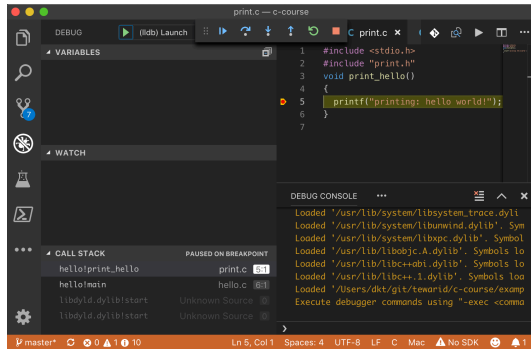 print.c — c-course
DEBUG
(lldb) Launch
C print.c ×
VARIABLES
WATCH
CALL STACK
PAUSED ON BREAKPOINT
hello!print_hello print.c 5:1
hello!main hello.c 6:1
libdyld.dylib!start Unknown Source 0
libdyld.dylib!start Unknown Source 0
7
1 #include <stdio.h>
2 #include "print.h"
3 void print_hello()
4 {
5 printf("printing: hello world!");
6 }
7
DEBUG CONSOLE
Loaded '/usr/lib/system/libsystem_trace.dyli
Loaded '/usr/lib/system/libunwind.dylib'. Sym
Loaded '/usr/lib/system/libxpc.dylib'. Symbol
Loaded '/usr/lib/libobjc.A.dylib'. Symbols lo
Loaded '/usr/lib/libc++abi.dylib'. Symbols lo
Loaded '/usr/lib/libc++.1.dylib'. Symbols loa
Loaded '/Users/dkt/git/tewarid/c-course/examp
Execute debugger commands using "-exec <comma
master* 0 1 10 Ln 5, Col 1 Spaces: 4 UTF-8 LF C Mac No SDK 1